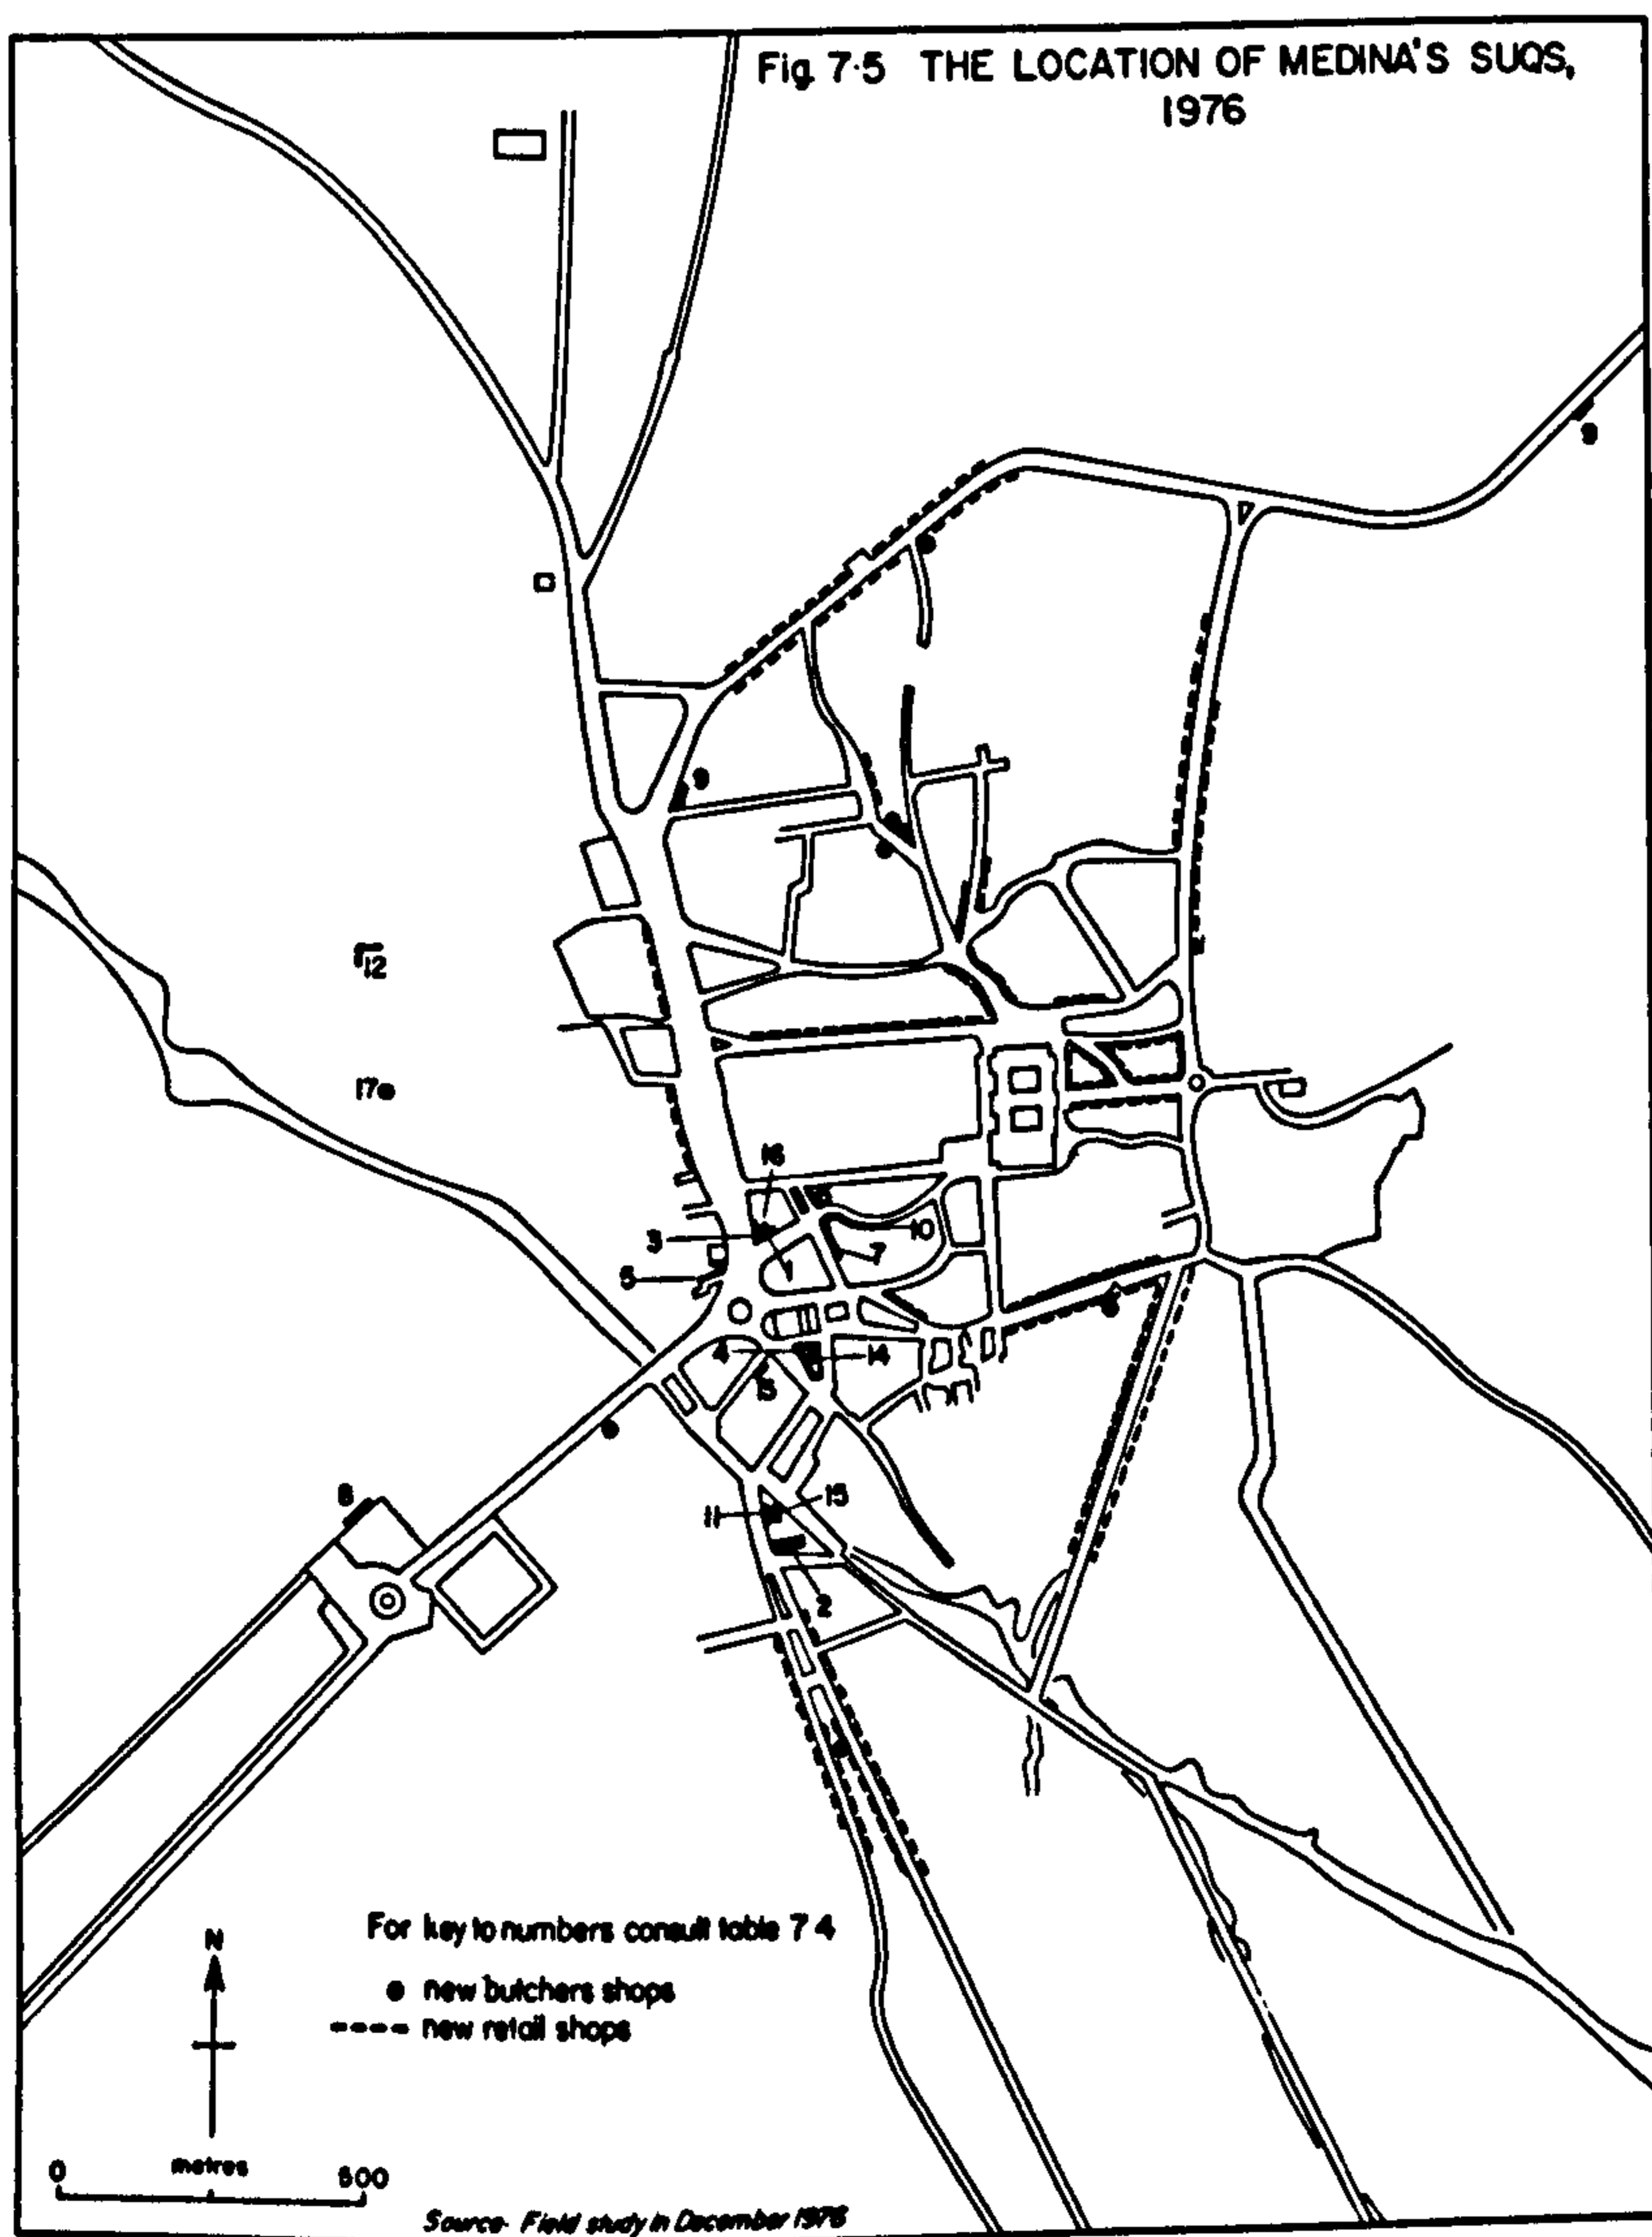 Fig. 7·5 THE LOCATION OF MEDINA'S SUQS,
1976
9
9
12
17
16
3
10
7
5
1
4
14
15
8
11
2
For key to numbers consult table 7 4
N
new butchers shops
new retail shops
0 metres 500
Source- Field study in December 1976